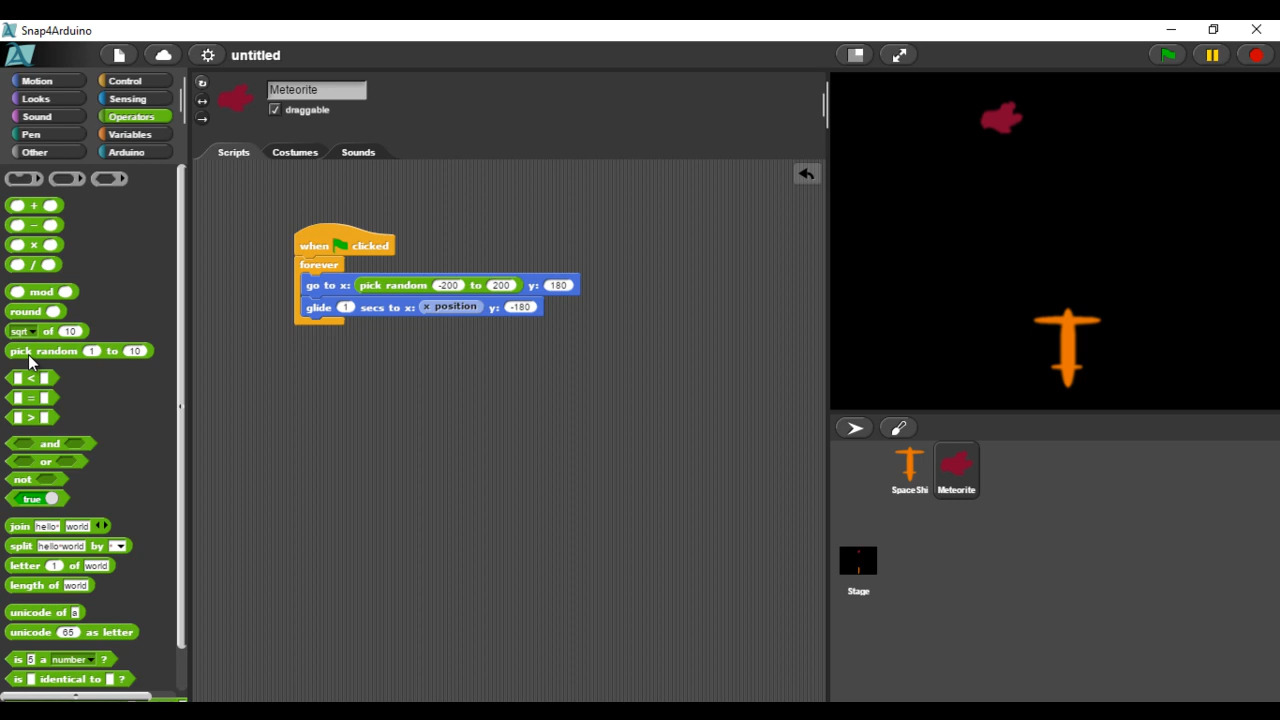 Snap4Arduino
untitled
Motion Control
Looks Sensing
Sound Operators
Pen Variables
Other Arduino
Meteorite
draggable
Scripts Costumes Sounds
+
−
×
/
mod
round
sqrt of 10
pick random 1 to 10
<
=
>
and
or
not
true
join hello world
split hello world by
letter 1 of world
length of world
unicode of a
unicode 65 as letter
is 5 a number ?
is identical to ?
when clicked
forever
go to x: pick random -200 to 200 y: 180
glide 1 secs to x: x position y: -180
SpaceShi Meteorite
Stage